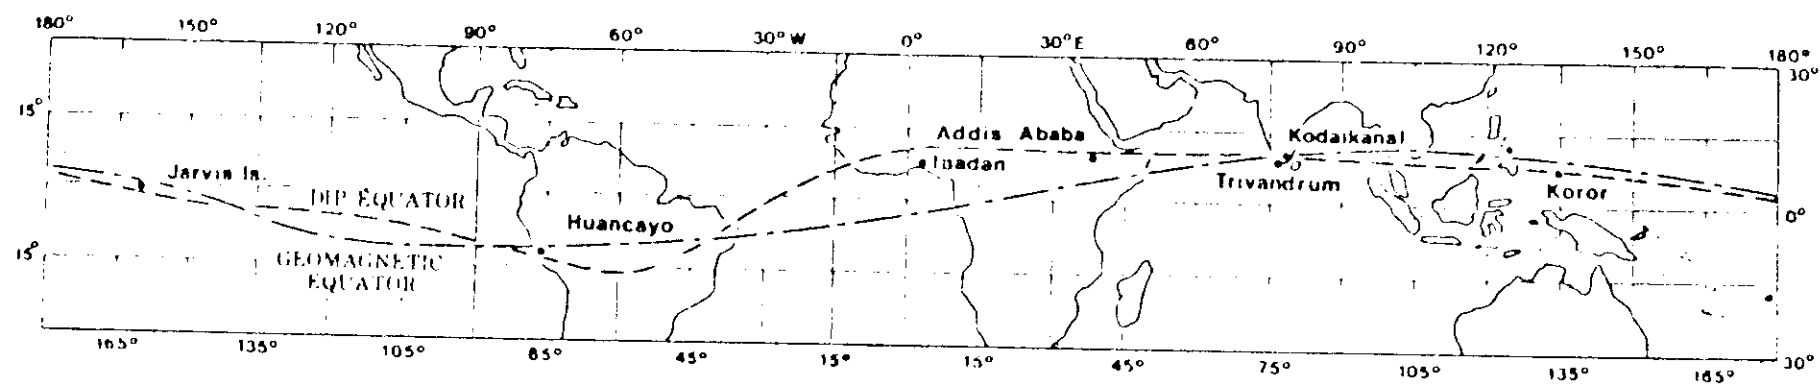 180° 150° 120° 90° 60° 30°W 0° 30°E 60° 90° 120° 150° 180°
30°
15°
Addis Ababa Kodaikanal
Ibadan
Jarvis Is. Trivandrum Koror
DIP EQUATOR
Huancayo 0°
15°
GEOMAGNETIC
EQUATOR
30°
165° 135° 105° 85° 45° 15° 15° 45° 75° 105° 135° 165°